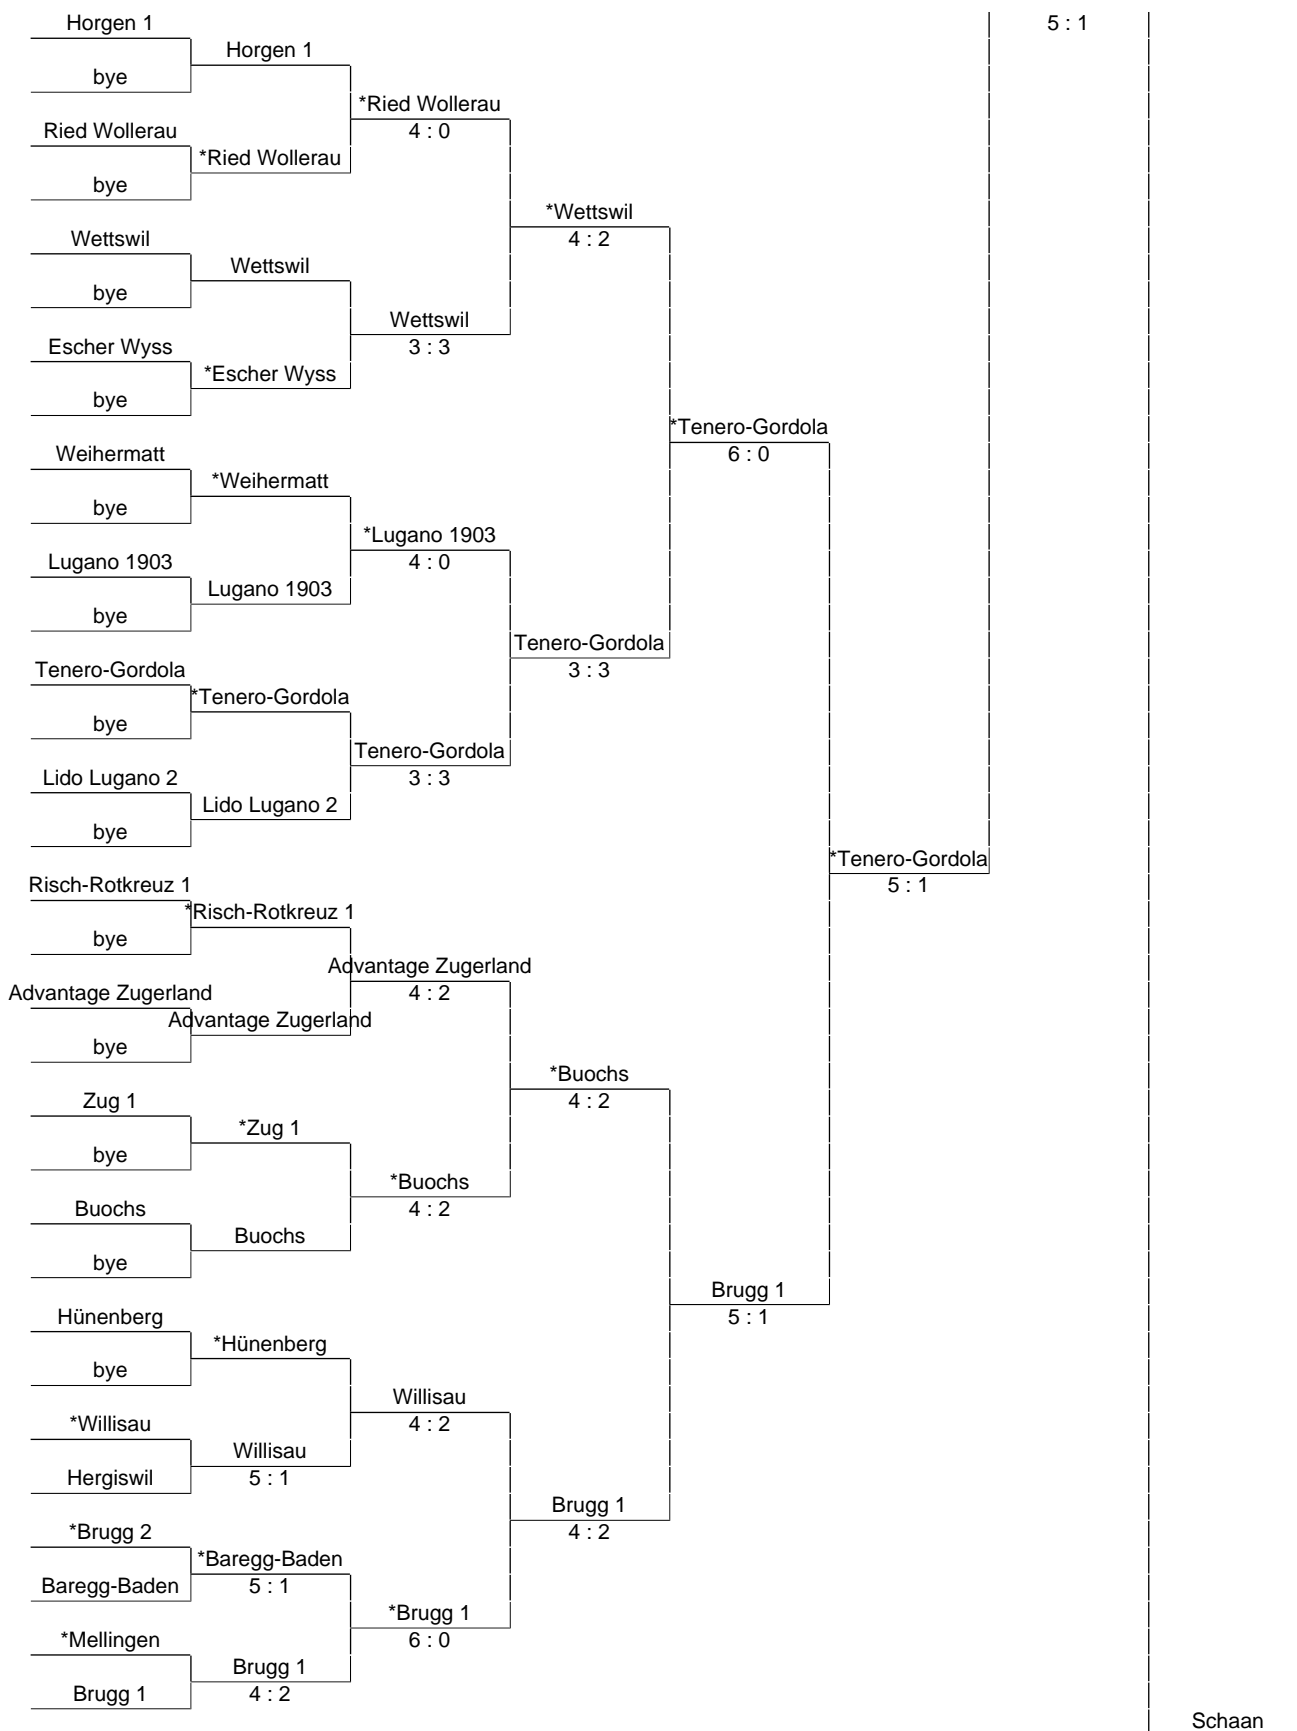 Horgen 1
5 : 1
Horgen 1
bye
*Ried Wollerau
Ried Wollerau
4 : 0
*Ried Wollerau
bye
*Wettswil
Wettswil
4 : 2
Wettswil
bye
Wettswil
Escher Wyss
3 : 3
*Escher Wyss
bye
*Tenero-Gordola
Weihermatt
6 : 0
*Weihermatt
bye
*Lugano 1903
Lugano 1903
4 : 0
Lugano 1903
bye
Tenero-Gordola
Tenero-Gordola
3 : 3
*Tenero-Gordola
bye
Tenero-Gordola
Lido Lugano 2
3 : 3
Lido Lugano 2
bye
*Tenero-Gordola
Risch-Rotkreuz 1
5 : 1
*Risch-Rotkreuz 1
bye
Advantage Zugerland
Advantage Zugerland
4 : 2
Advantage Zugerland
bye
*Buochs
Zug 1
4 : 2
*Zug 1
bye
*Buochs
Buochs
4 : 2
Buochs
bye
Brugg 1
Hünenberg
5 : 1
*Hünenberg
bye
Willisau
*Willisau
4 : 2
Willisau
Hergiswil
5 : 1
Brugg 1
*Brugg 2
4 : 2
*Baregg-Baden
Baregg-Baden
5 : 1
*Brugg 1
*Mellingen
6 : 0
Brugg 1
Brugg 1
4 : 2
Schaan